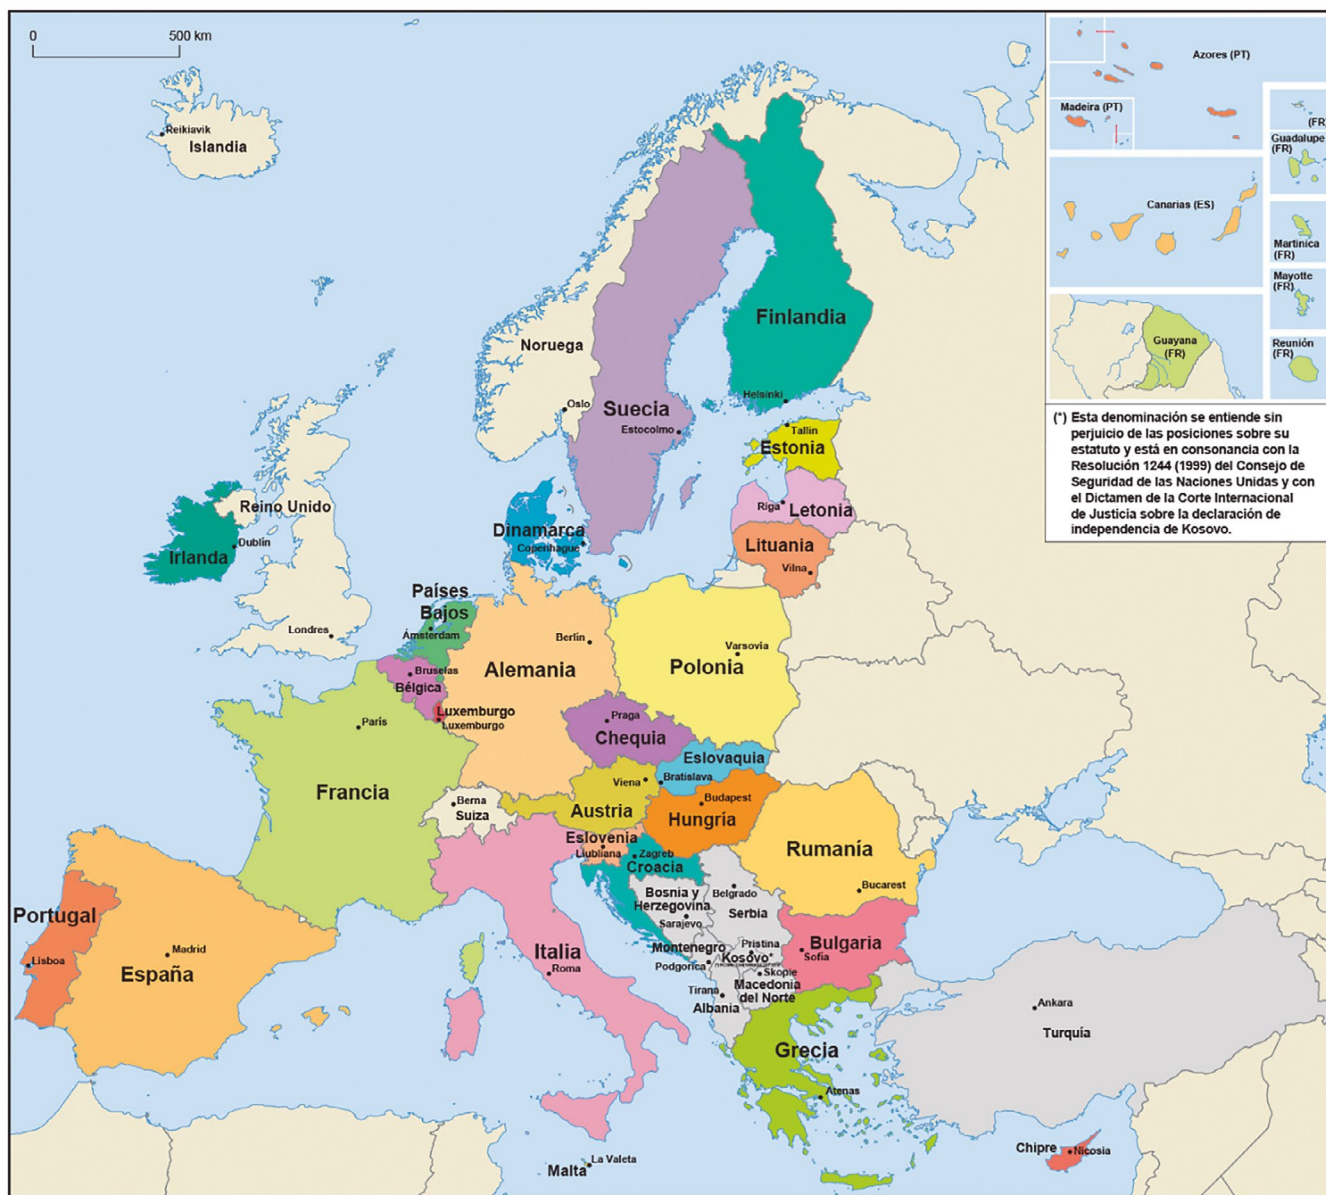 0 500 km
Reikiavik
Islandia
Noruega
Oslo
Suecia
Estocolmo
Finlandia
Helsinki
Tallin
Estonia
Riga
Letonia
Lituania
Vilna
Reino Unido
Dublín
Irlanda
Londres
Dinamarca
Copenhague
Países
Bajos
Ámsterdam
Bruselas
Bélgica
Luxemburgo
Luxemburgo
Berlín
Alemania
Varsovia
Polonia
París
Francia
Praga
Chequia
Eslovaquia
Bratislava
Viena
Austria
Berna
Suiza
Budapest
Hungría
Eslovenia
Liubliana
Zagreb
Croacia
Rumanía
Bucarest
Bosnia y
Herzegovina
Sarajevo
Belgrado
Serbia
Montenegro
Podgorica
Pristina
Kosovo*
Skopie
Macedonia
del Norte
Tirana
Albania
Bulgaria
Sofía
Portugal
Lisboa
Madrid
España
Italia
Roma
Grecia
Atenas
Ankara
Turquía
Malta
La Valeta
Chipre
Nicosia
Azores (PT)
Madeira (PT)
Canarias (ES)
Guayana
(FR)
(FR)
Guadalupe
(FR)
Martinica
(FR)
Mayotte
(FR)
Reunión
(FR)
(*) Esta denominación se entiende sin
perjuicio de las posiciones sobre su
estatuto y está en consonancia con la
Resolución 1244 (1999) del Consejo de
Seguridad de las Naciones Unidas y con
el Dictamen de la Corte Internacional
de Justicia sobre la declaración de
independencia de Kosovo.